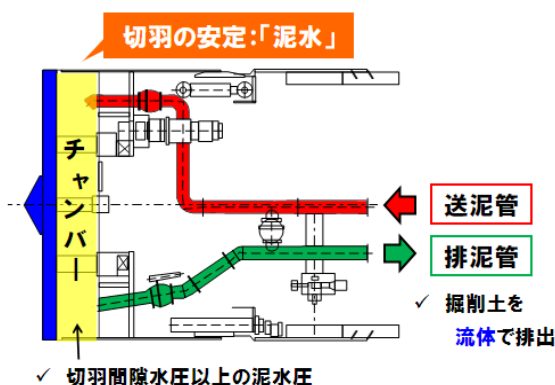 切羽の安定:「泥水」
チャンバー
送泥管
排泥管
✓ 掘削土を
流体で排出
✓ 切羽間隙水圧以上の泥水圧